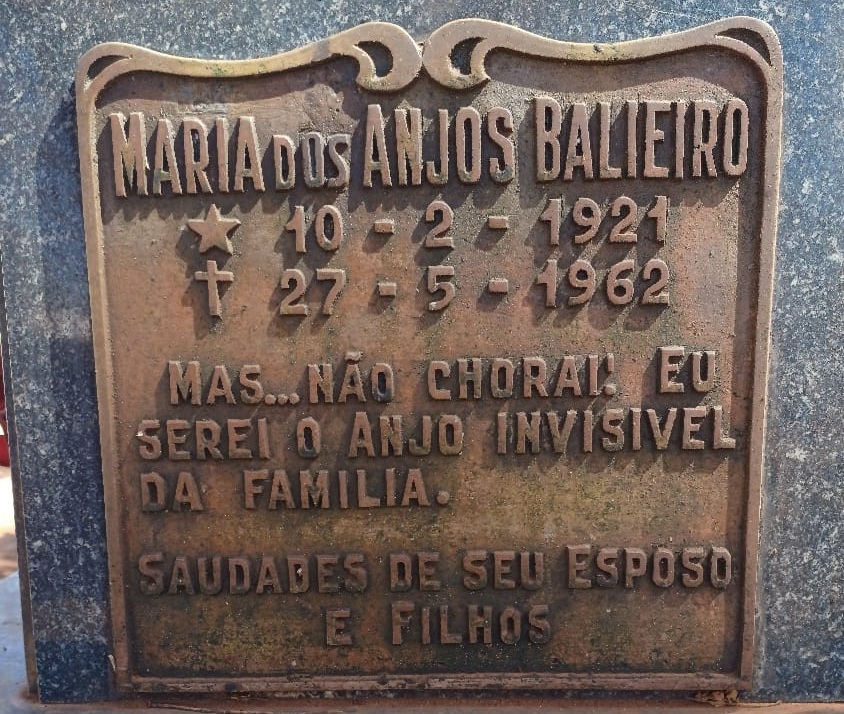 MARIA DOS ANJOS BALIEIRO
★ 10 - 2 - 1921
✝ 27 - 5 - 1962
MAS... NÃO CHORAI! EU
SEREI O ANJO INVISIVEL
DA FAMILIA.
SAUDADES DE SEU ESPOSO
E FILHOS